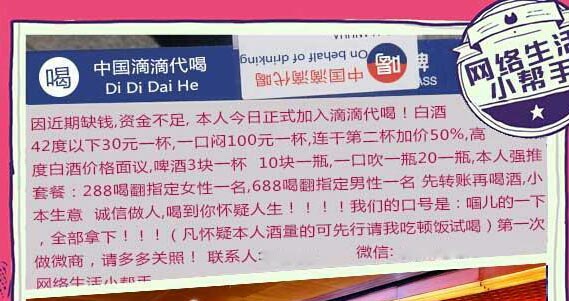 网络生活
小帮手
中国滴滴代喝
On behalf of drinking
喝
中国滴滴代喝
Di Di Dai He
因近期缺钱,资金不足, 本人今日正式加入滴滴代喝！白酒
42度以下30元一杯,一口闷100元一杯,连干第二杯加价50%,高
度白酒价格面议,啤酒3块一杯 10块一瓶,一口吹一瓶20一瓶,本人强推
套餐：288喝翻指定女性一名,688喝翻指定男性一名 先转账再喝酒,小
本生意 诚信做人,喝到你怀疑人生！！！！我们的口号是：嗰儿的一下
，全部拿下！！！（凡怀疑本人酒量的可先行请我吃顿饭试喝）第一次
做微商，请多多关照！ 联系人: 微信:
网络生活小帮手